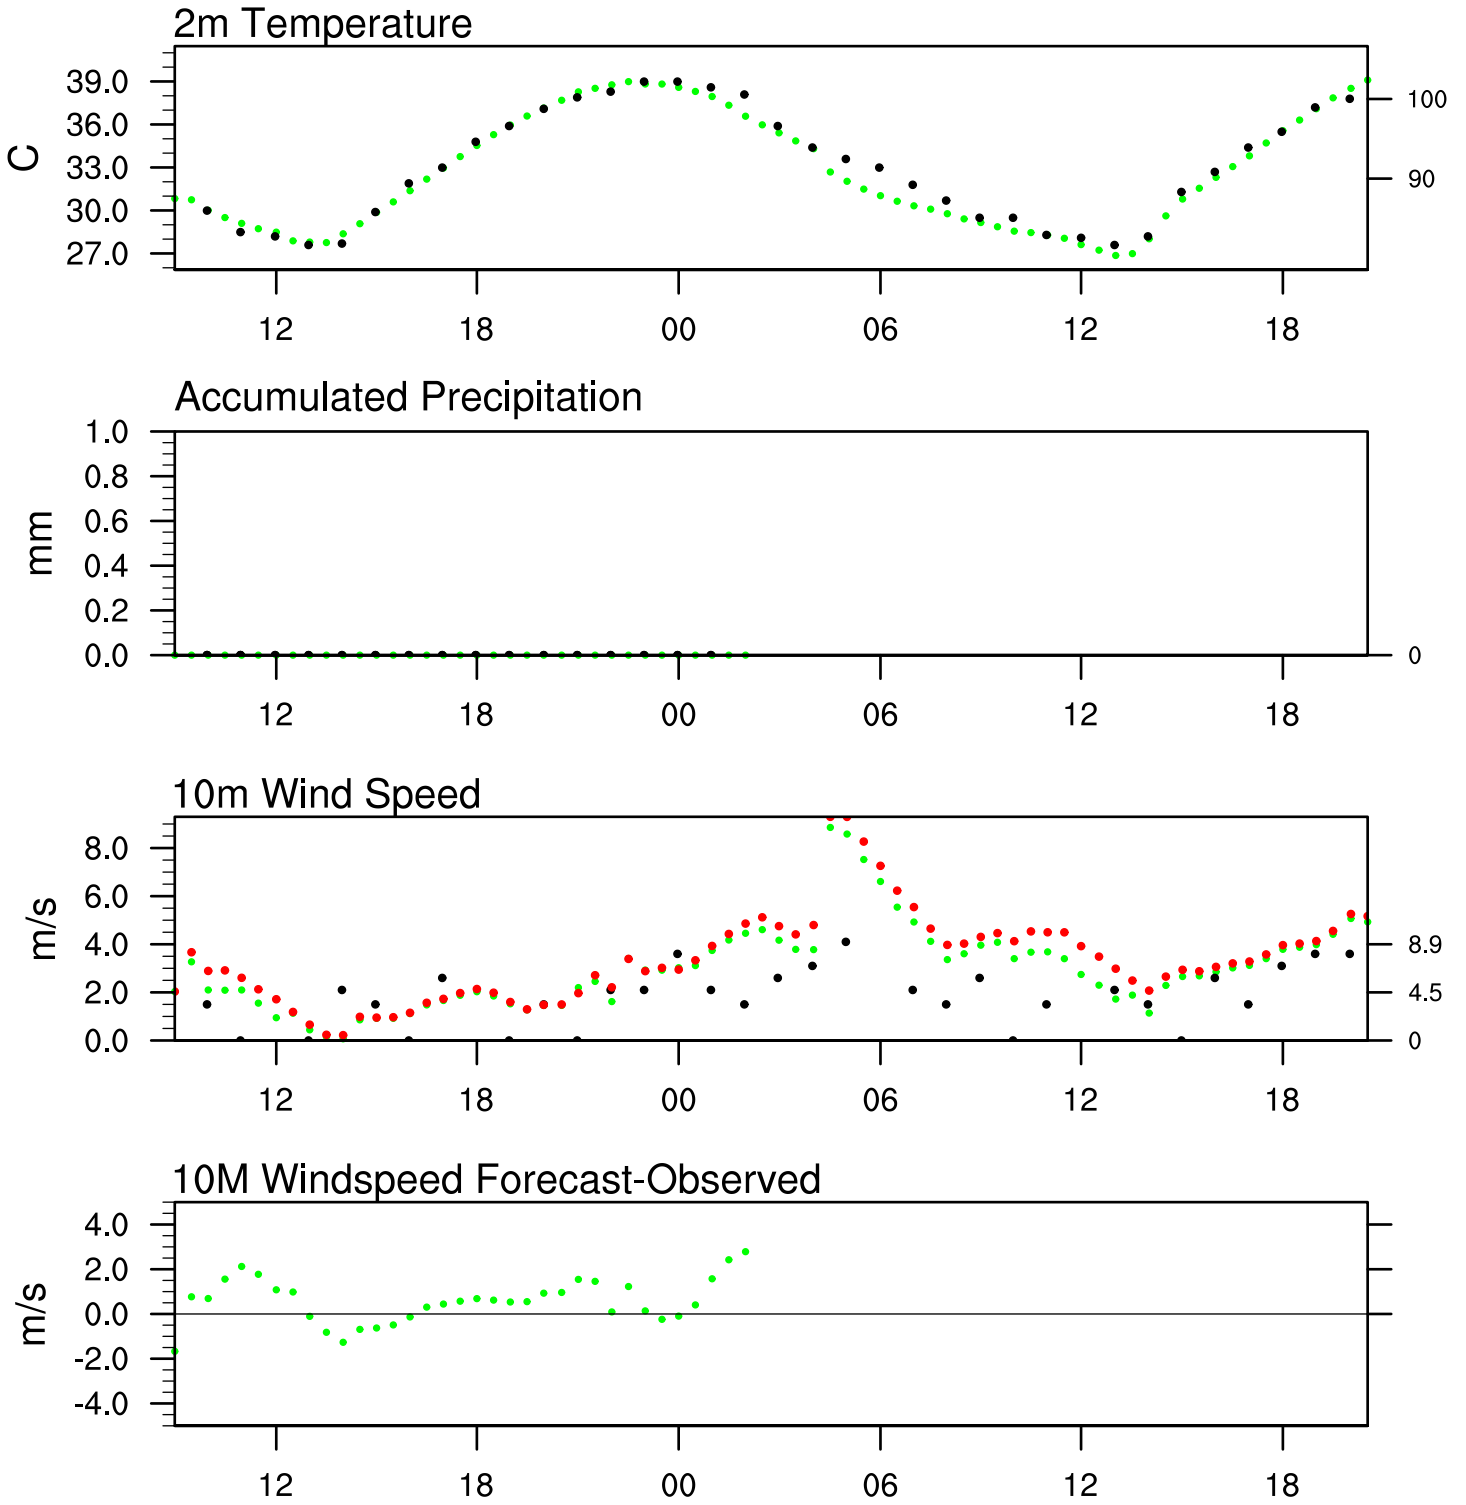 2m Temperature
39.0
36.0
33.0
30.0
27.0
C
100
90
12 18 00 06 12 18
Accumulated Precipitation
1.0
0.8
0.6
0.4
0.2
0.0
mm
0
12 18 00 06 12 18
10m Wind Speed
8.0
6.0
4.0
2.0
0.0
m/s
8.9
4.5
0
12 18 00 06 12 18
10M Windspeed Forecast-Observed
4.0
2.0
0.0
-2.0
-4.0
m/s
12 18 00 06 12 18